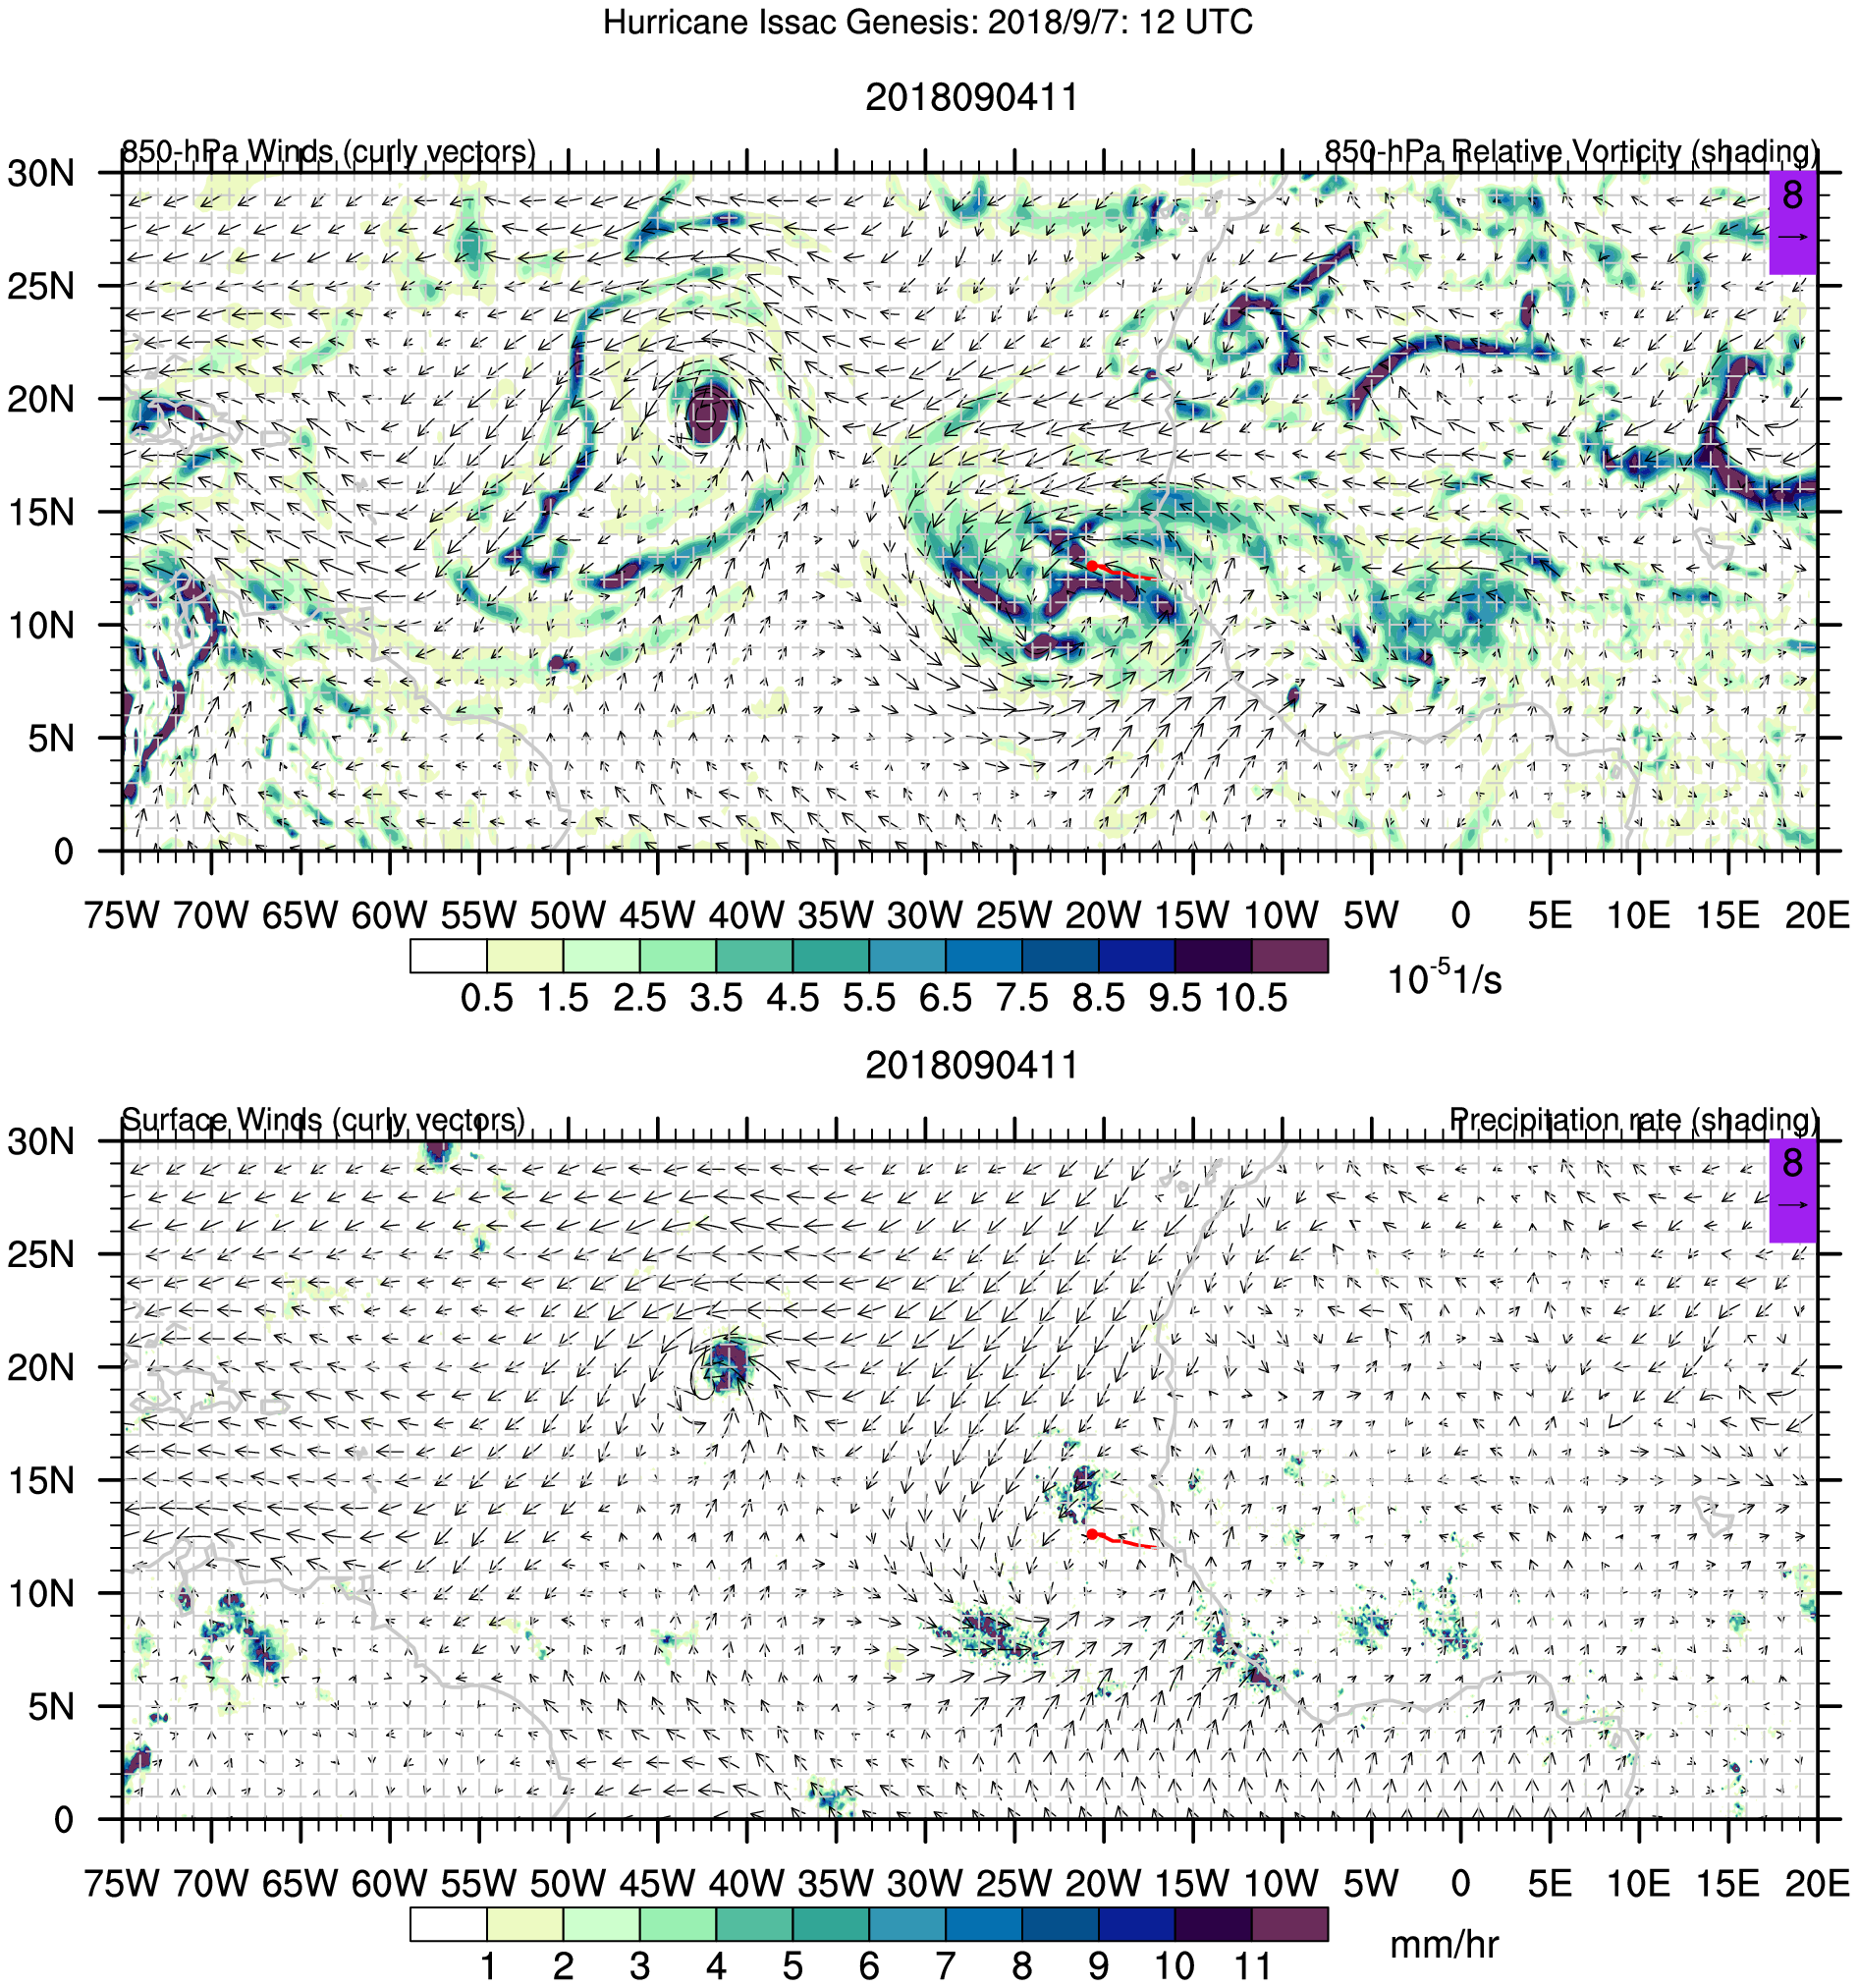 Hurricane Issac Genesis: 2018/9/7: 12 UTC
2018090411
850-hPa Winds (curly vectors) 850-hPa Relative Vorticity (shading)
8
30N
25N
20N
15N
10N
5N
0
75W 70W 65W 60W 55W 50W 45W 40W 35W 30W 25W 20W 15W 10W 5W 0 5E 10E 15E 20E
0.5 1.5 2.5 3.5 4.5 5.5 6.5 7.5 8.5 9.5 10.5
10⁻⁵1/s
2018090411
Surface Winds (curly vectors) Precipitation rate (shading)
8
30N
25N
20N
15N
10N
5N
0
75W 70W 65W 60W 55W 50W 45W 40W 35W 30W 25W 20W 15W 10W 5W 0 5E 10E 15E 20E
1 2 3 4 5 6 7 8 9 10 11
mm/hr